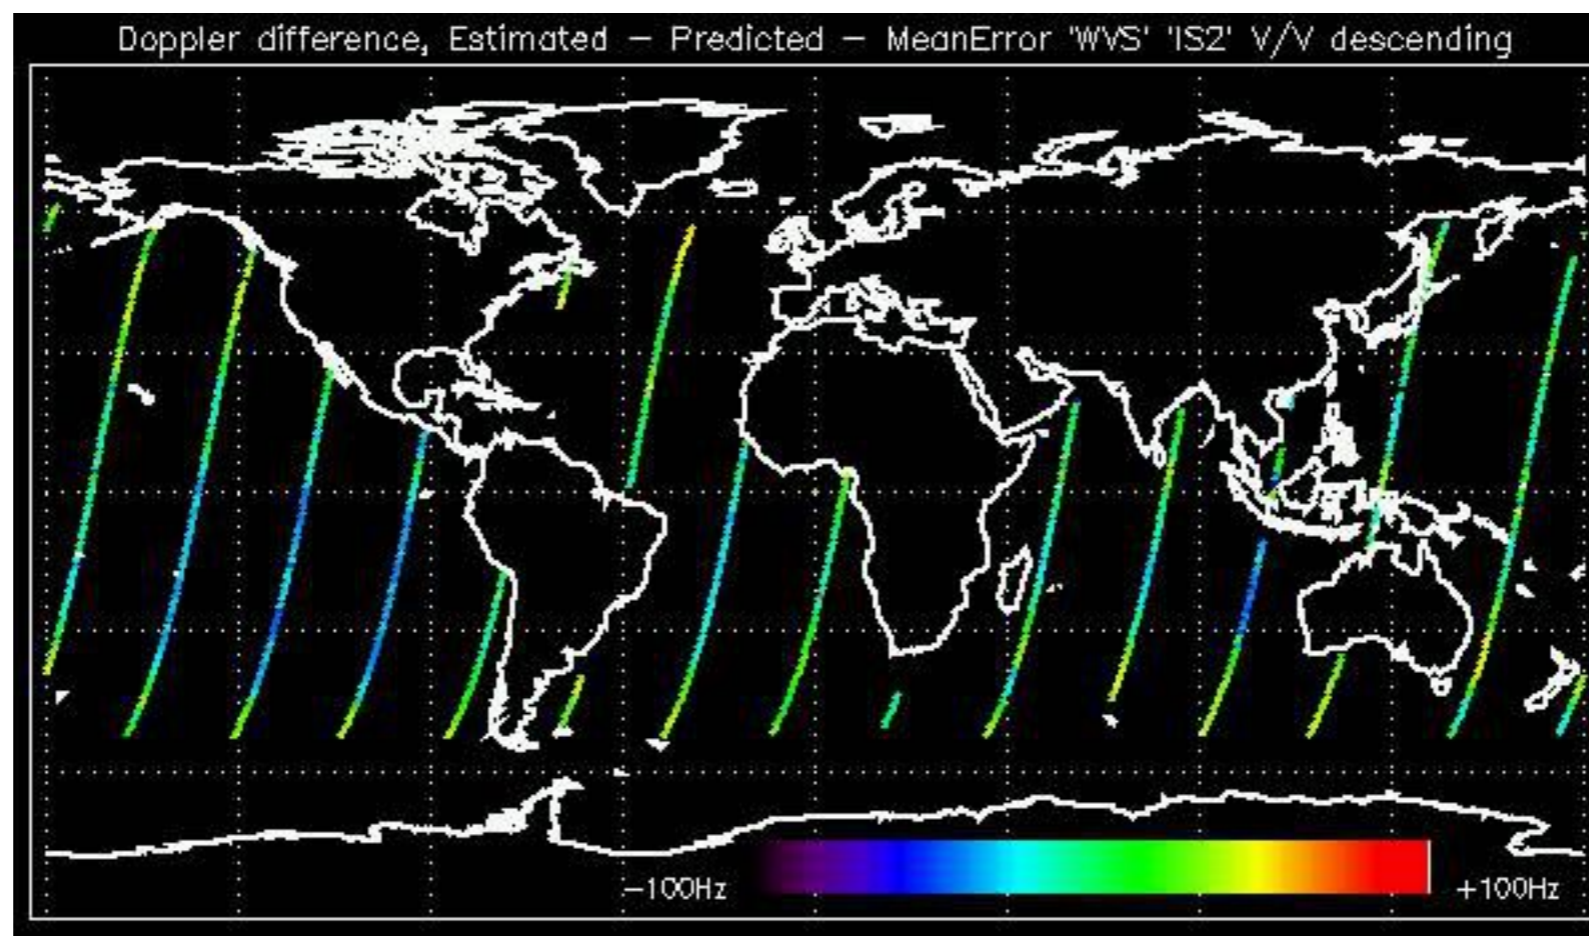 Doppler difference, Estimated - Predicted - MeanError 'WVS' 'IS2' V/V descending
-100Hz
+100Hz